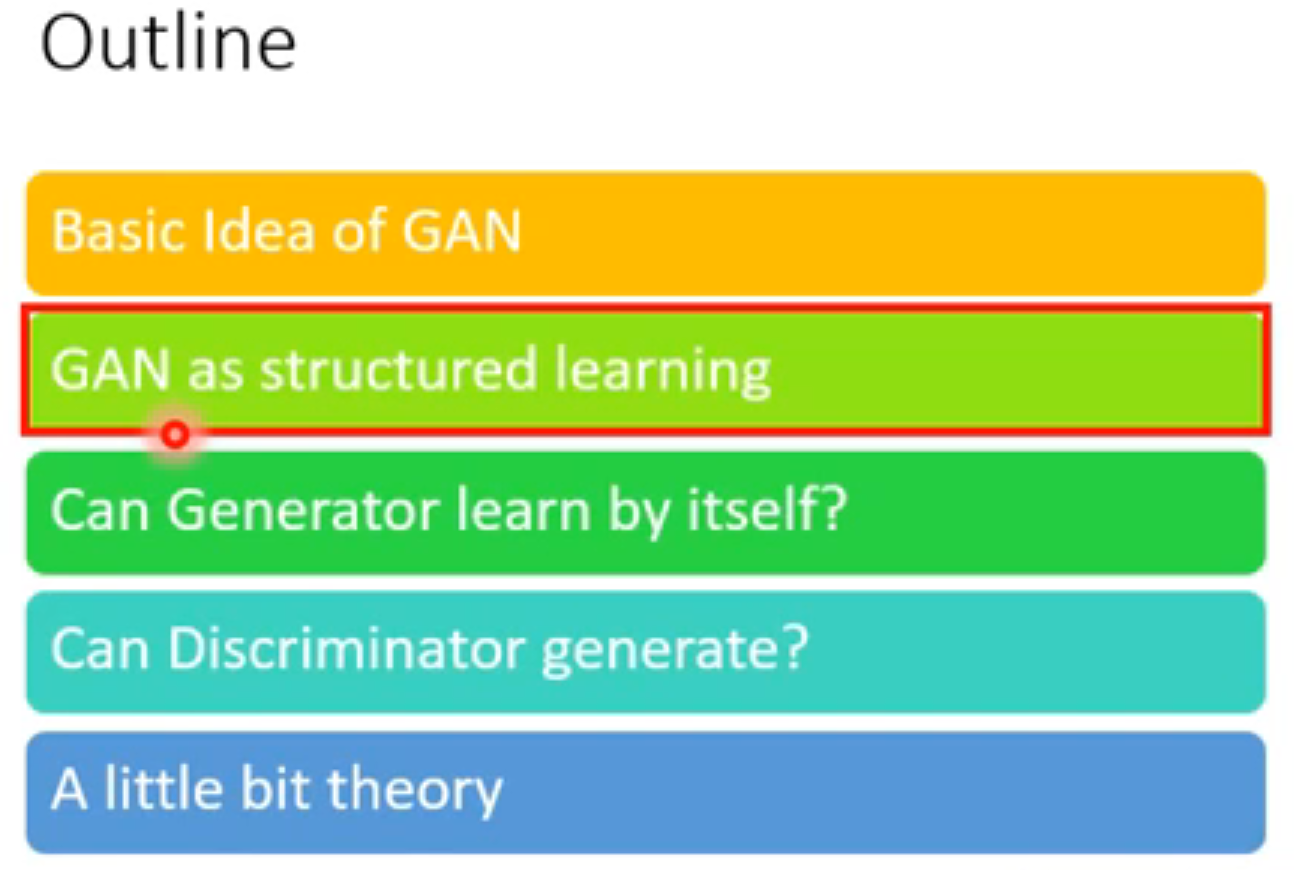 Outline
Basic Idea of GAN
GAN as structured learning
Can Generator learn by itself?
Can Discriminator generate?
A little bit theory